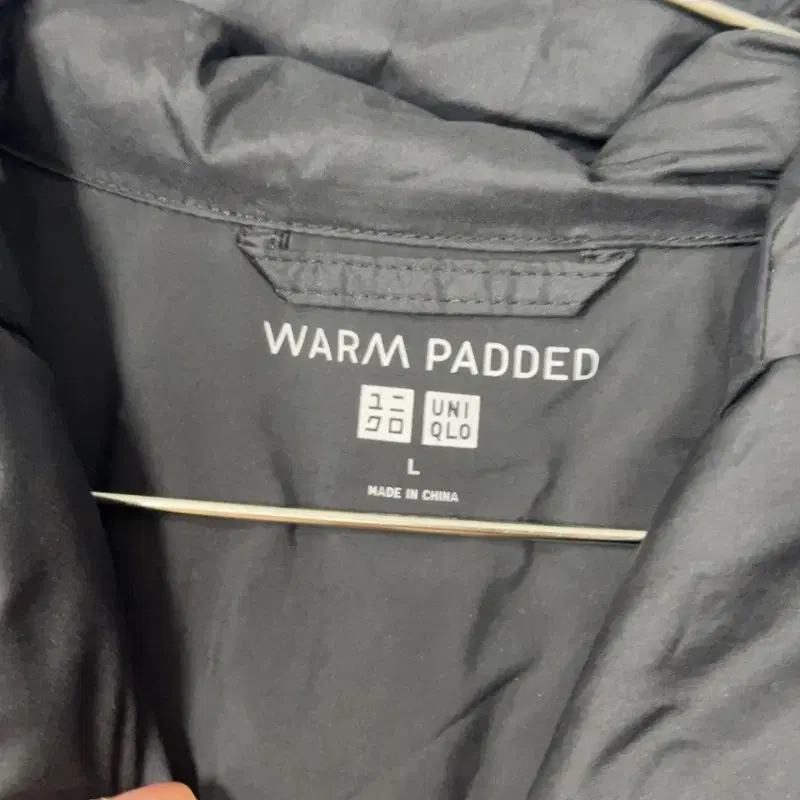 WARM PADDED
ユニ UNI
クロ QLO
L
MADE IN CHINA